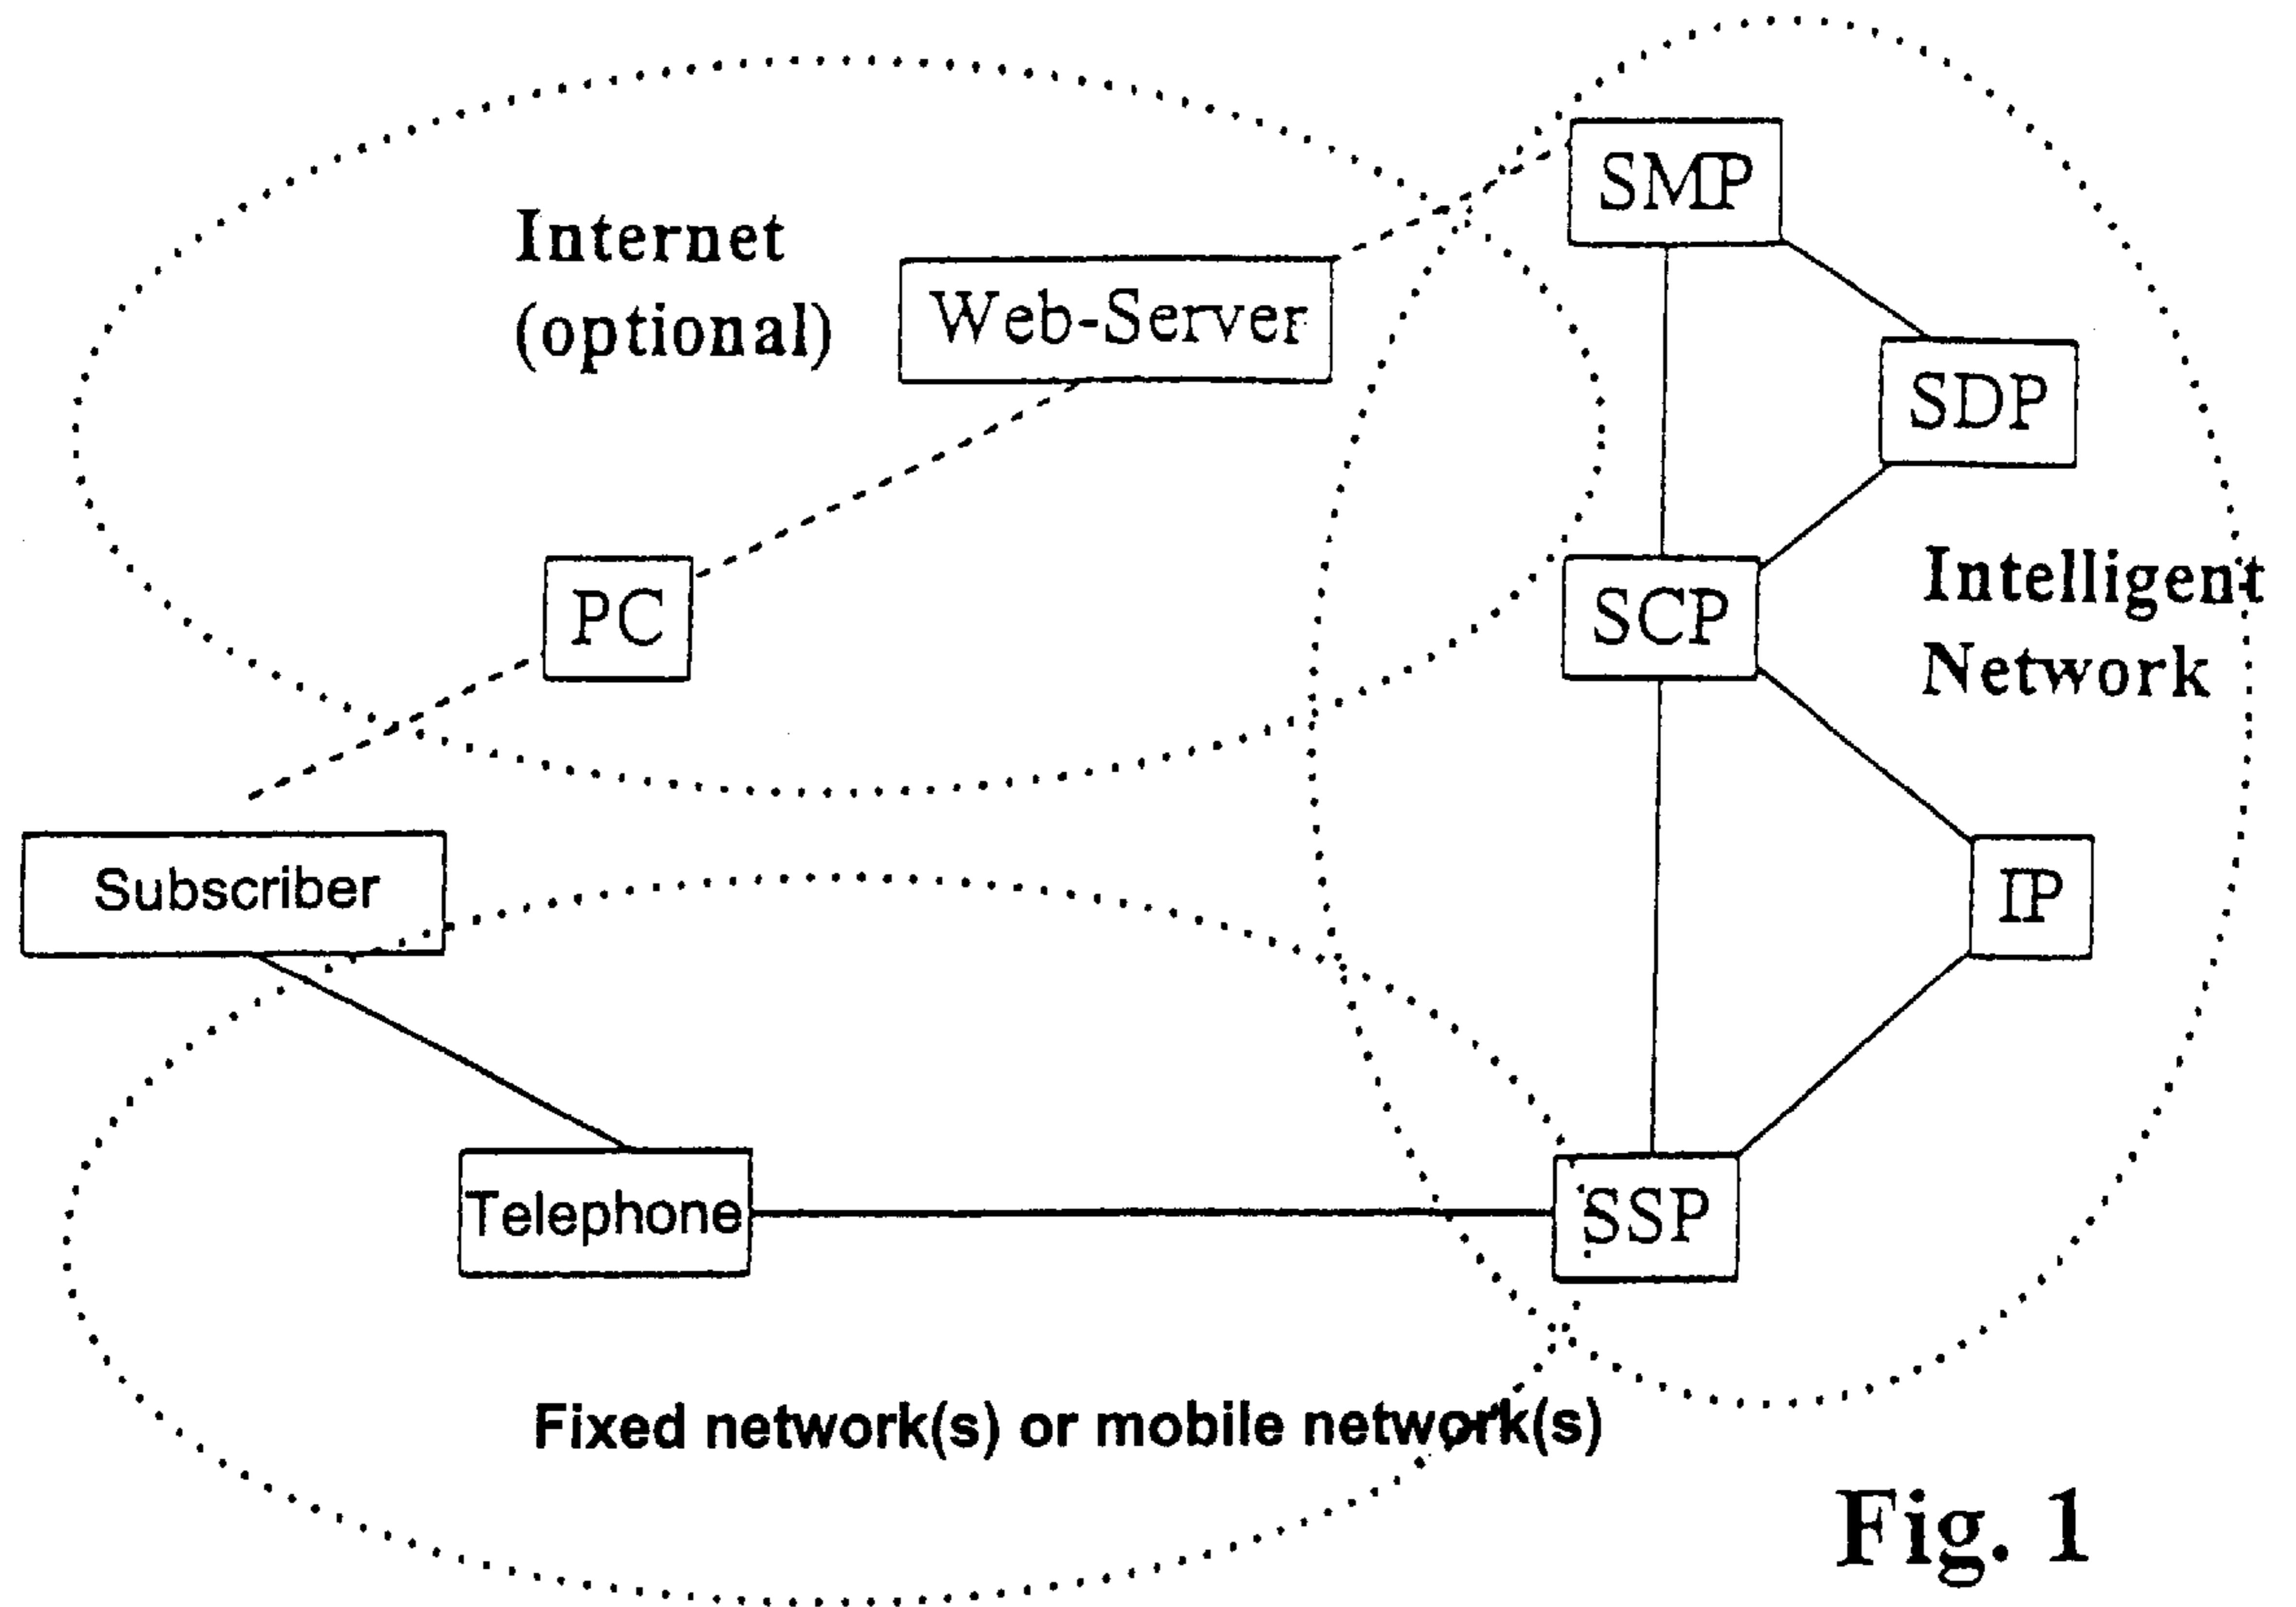 SMP
Internet
(optional)
Web-Server
SDP
PC
SCP
Intelligent
Network
Subscriber
IP
Telephone
SSP
Fixed network(s) or mobile network(s)
Fig. 1